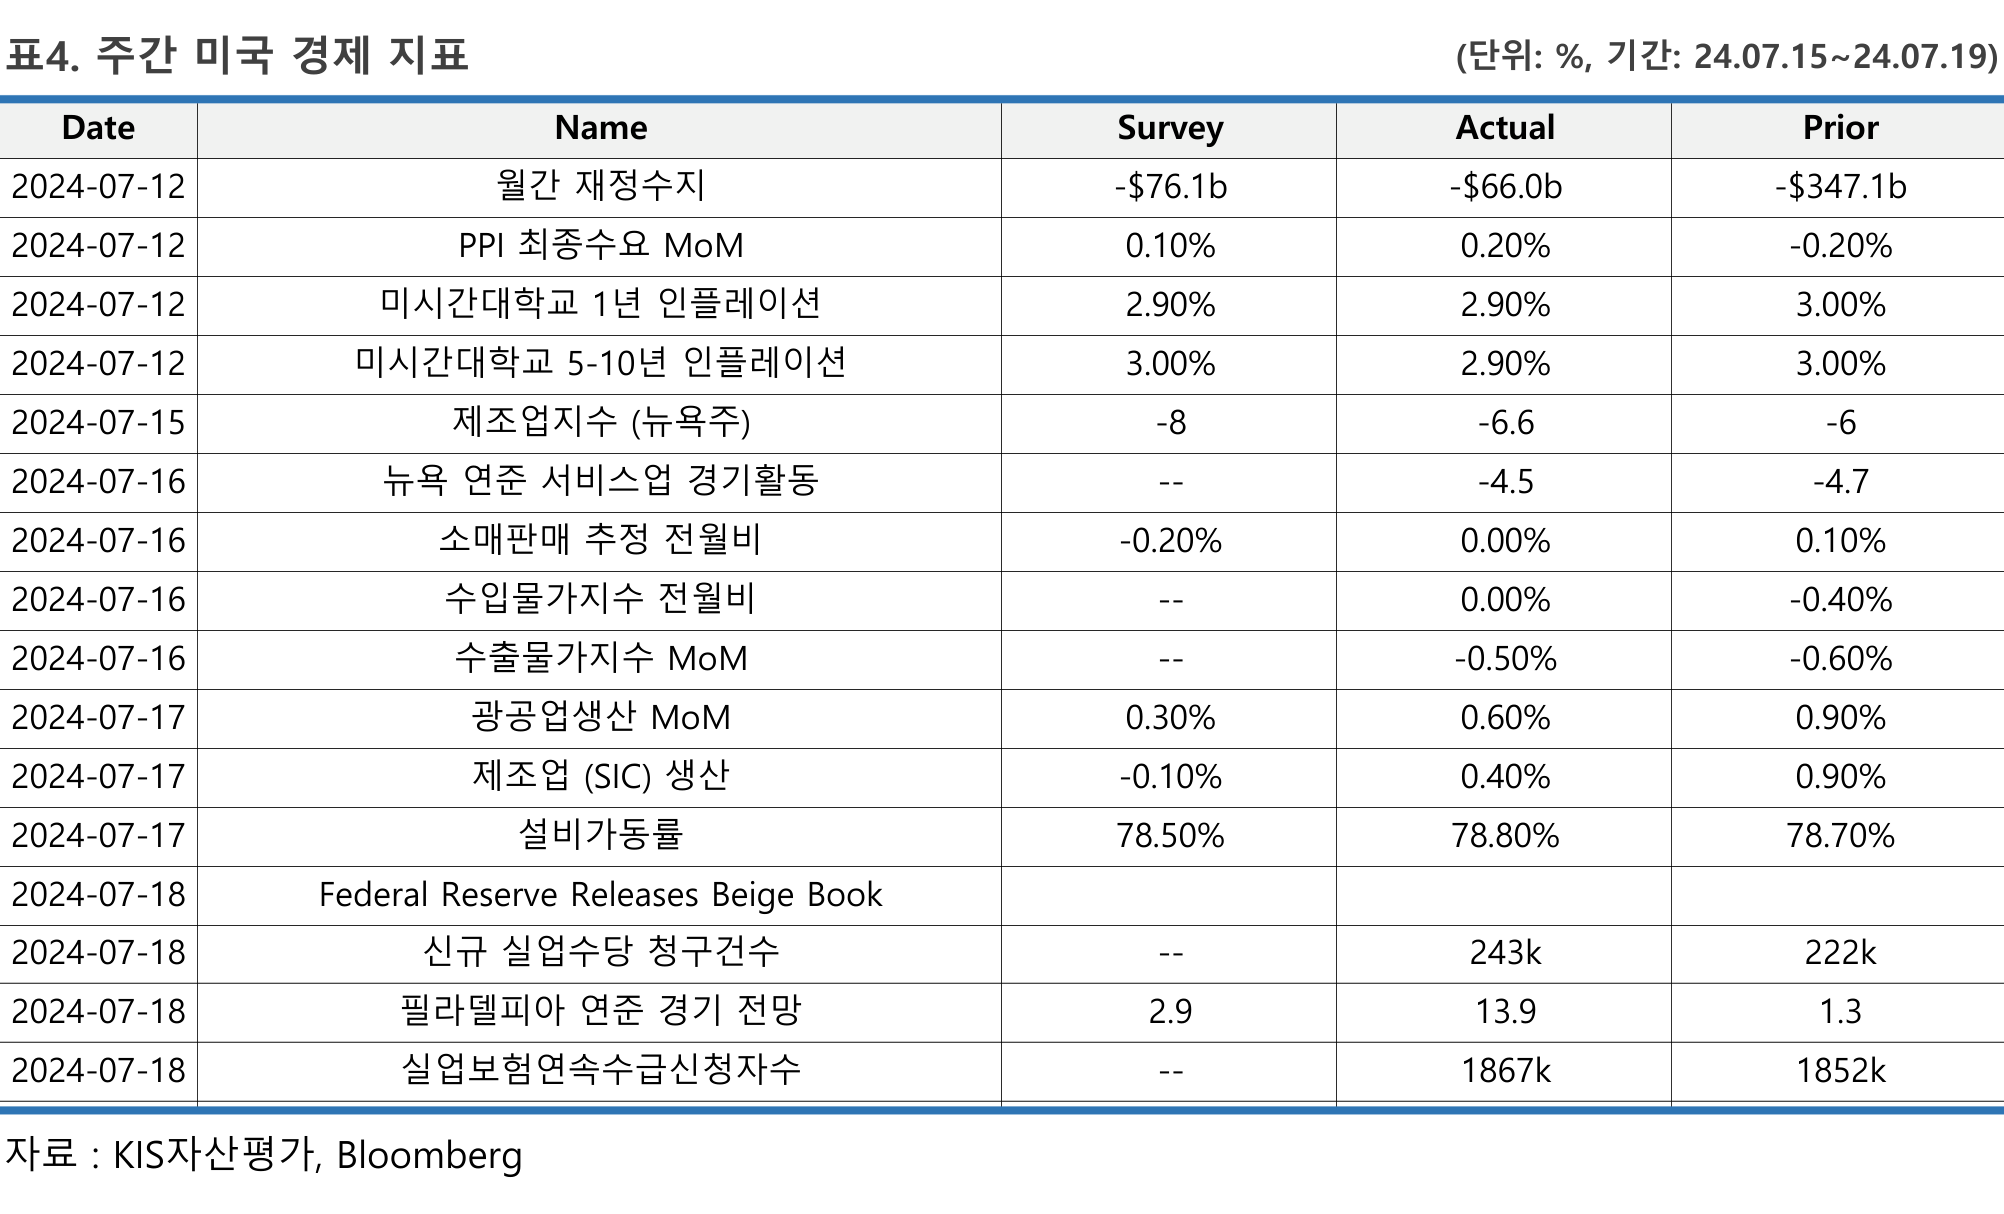 표4. 주간 미국 경제 지표 (단위: %, 기간: 24.07.15~24.07.19)
Date Name Survey Actual Prior
2024-07-12 월간 재정수지 -$76.1b -$66.0b -$347.1b
2024-07-12 PPI 최종수요 MoM 0.10% 0.20% -0.20%
2024-07-12 미시간대학교 1년 인플레이션 2.90% 2.90% 3.00%
2024-07-12 미시간대학교 5-10년 인플레이션 3.00% 2.90% 3.00%
2024-07-15 제조업지수 (뉴욕주) -8 -6.6 -6
2024-07-16 뉴욕 연준 서비스업 경기활동 -- -4.5 -4.7
2024-07-16 소매판매 추정 전월비 -0.20% 0.00% 0.10%
2024-07-16 수입물가지수 전월비 -- 0.00% -0.40%
2024-07-16 수출물가지수 MoM -- -0.50% -0.60%
2024-07-17 광공업생산 MoM 0.30% 0.60% 0.90%
2024-07-17 제조업 (SIC) 생산 -0.10% 0.40% 0.90%
2024-07-17 설비가동률 78.50% 78.80% 78.70%
2024-07-18 Federal Reserve Releases Beige Book
2024-07-18 신규 실업수당 청구건수 -- 243k 222k
2024-07-18 필라델피아 연준 경기 전망 2.9 13.9 1.3
2024-07-18 실업보험연속수급신청자수 -- 1867k 1852k
자료 : KIS자산평가, Bloomberg